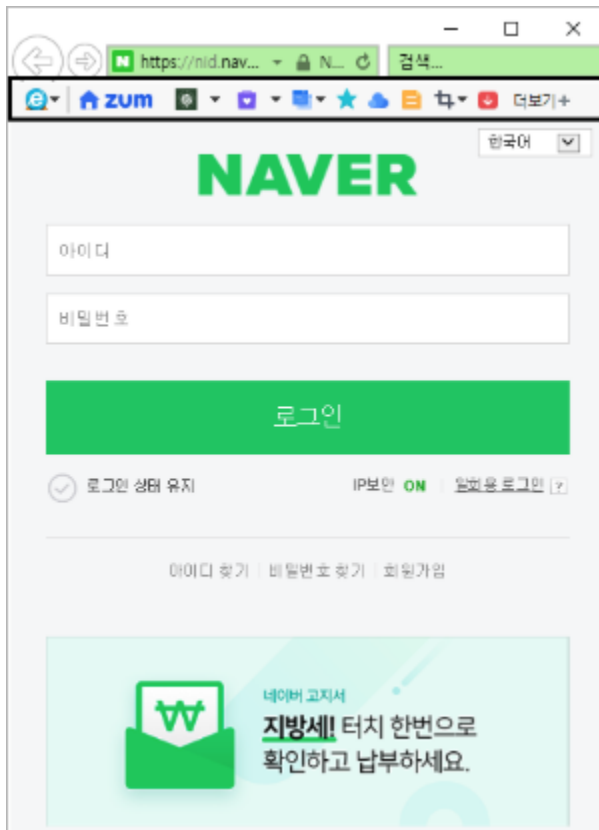 https://nid.nav... N... 검색...
zum 더보기+
한국어
NAVER
아이디
비밀번호
로그인
로그인 상태 유지 IP보안 ON 일회용 로그인 ?
아이디 찾기 비밀번호 찾기 회원가입
네이버 고지서
지방세! 터치 한번으로
확인하고 납부하세요.